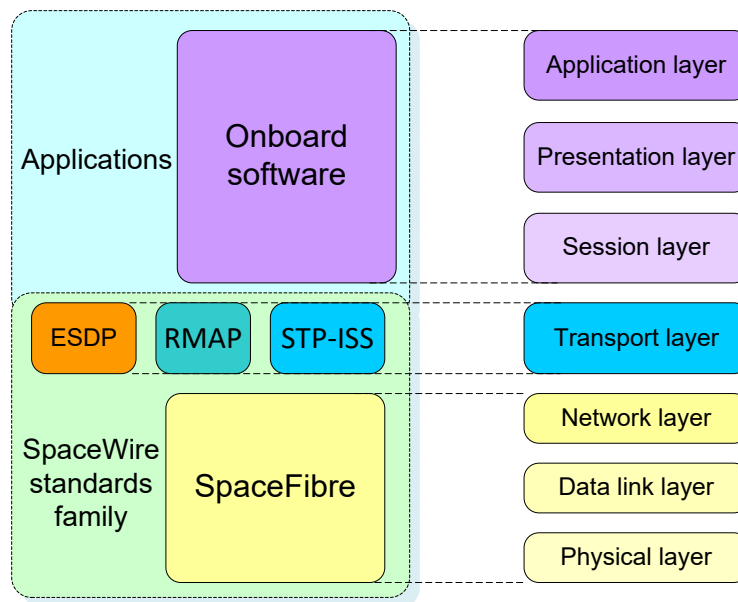 Applications
Onboard
software
ESDP
RMAP
STP-ISS
SpaceWire
standards
family
SpaceFibre
Application layer
Presentation layer
Session layer
Transport layer
Network layer
Data link layer
Physical layer